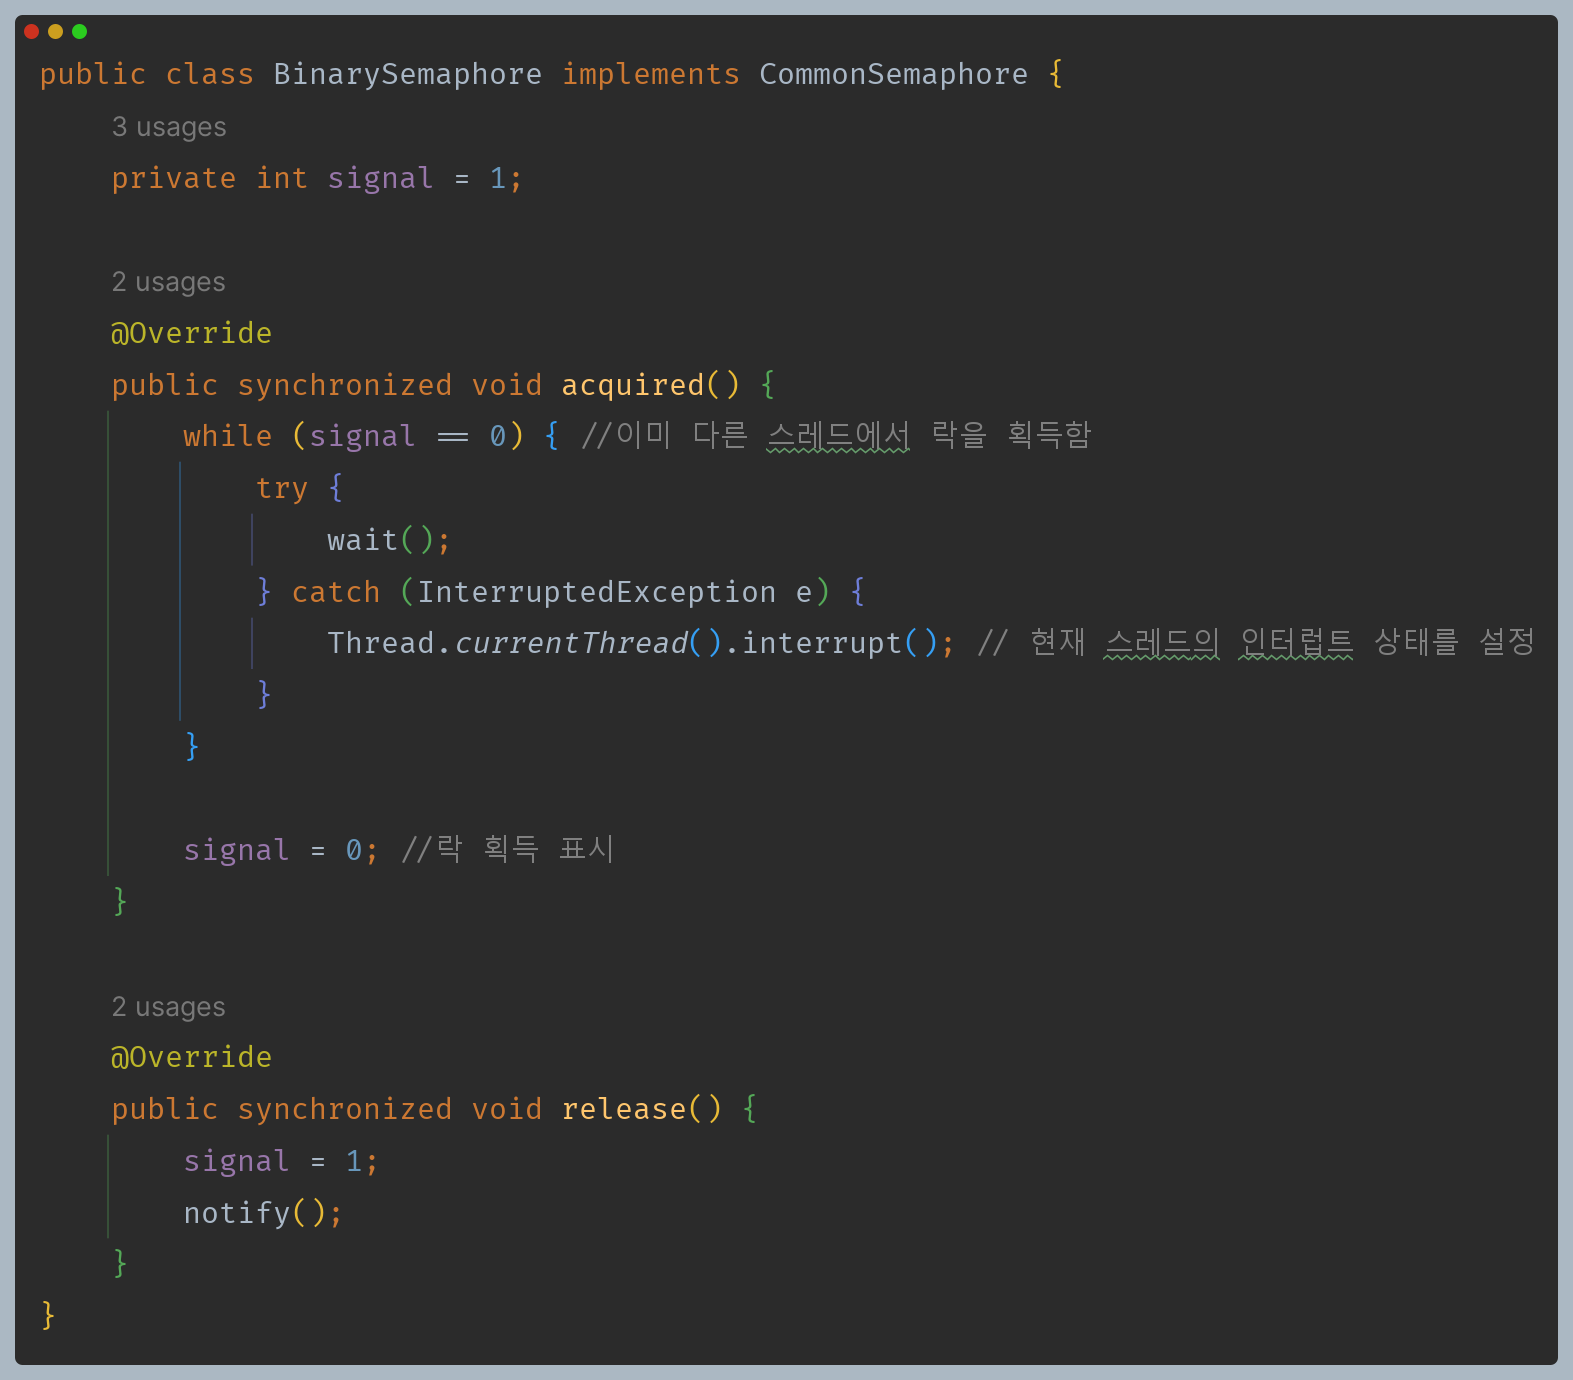 public class BinarySemaphore implements CommonSemaphore {
3 usages
private int signal = 1;
2 usages
@Override
public synchronized void acquired() {
while (signal == 0) { //이미 다른 스레드에서 락을 획득함
try {
wait();
} catch (InterruptedException e) {
Thread.currentThread().interrupt(); // 현재 스레드의 인터럽트 상태를 설정
}
}
signal = 0; //락 획득 표시
}
2 usages
@Override
public synchronized void release() {
signal = 1;
notify();
}
}